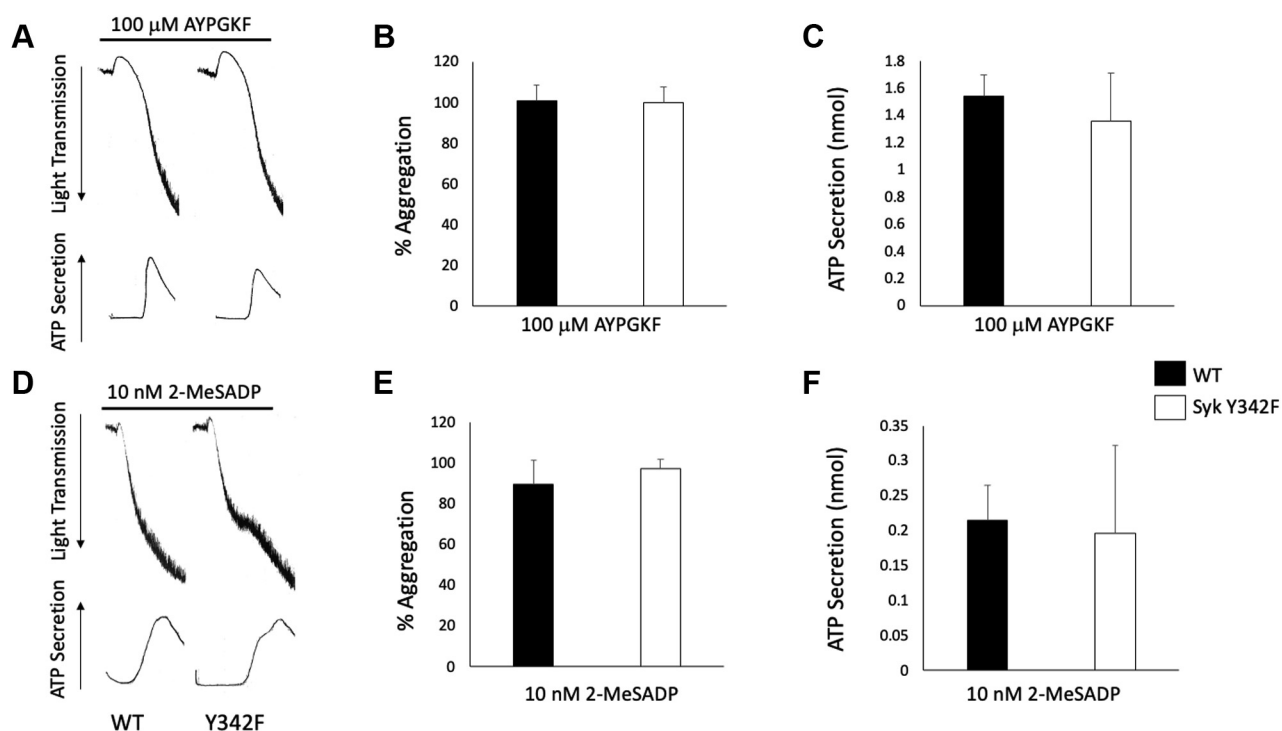 A
100 µM AYPGKF
Light Transmission
ATP Secretion
B
120
100
80
60
40
20
0
% Aggregation
100 µM AYPGKF
C
1.8
1.6
1.4
1.2
1
0.8
0.6
0.4
0.2
0
ATP Secretion (nmol)
100 µM AYPGKF
D
10 nM 2-MeSADP
Light Transmission
ATP Secretion
WT
Y342F
E
120
100
80
60
40
20
0
% Aggregation
10 nM 2-MeSADP
F
WT
Syk Y342F
0.35
0.3
0.25
0.2
0.15
0.1
0.05
0
ATP Secretion (nmol)
10 nM 2-MeSADP